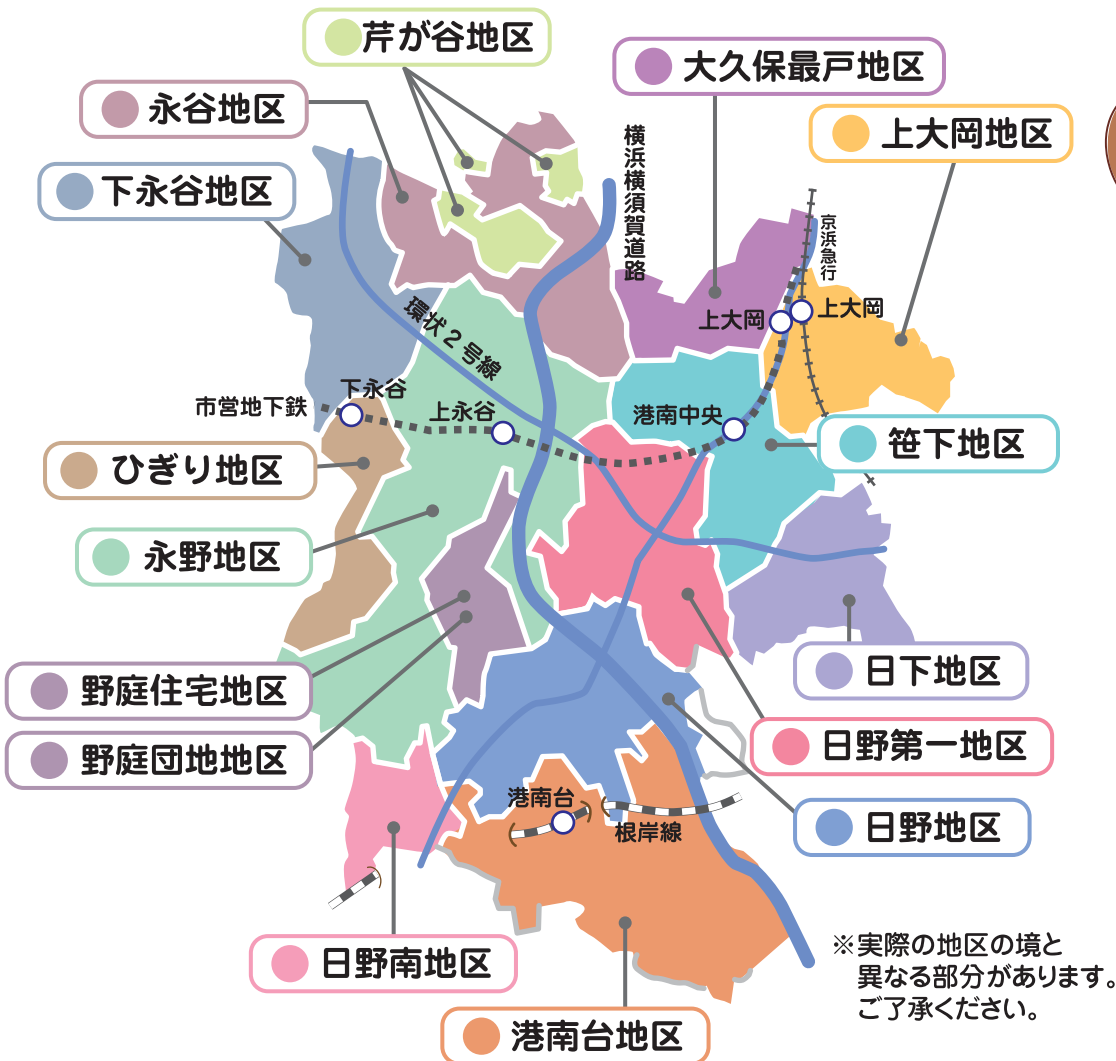 芹が谷地区
大久保最戸地区
永谷地区
上大岡地区
横浜横須賀道路
下永谷地区
京浜急行
上大岡
上大岡
環状2号線
下永谷
市営地下鉄
上永谷
港南中央
笹下地区
ひぎり地区
永野地区
日下地区
野庭住宅地区
日野第一地区
野庭団地地区
港南台
根岸線
日野地区
日野南地区
※実際の地区の境と
異なる部分があります。
ご了承ください。
港南台地区